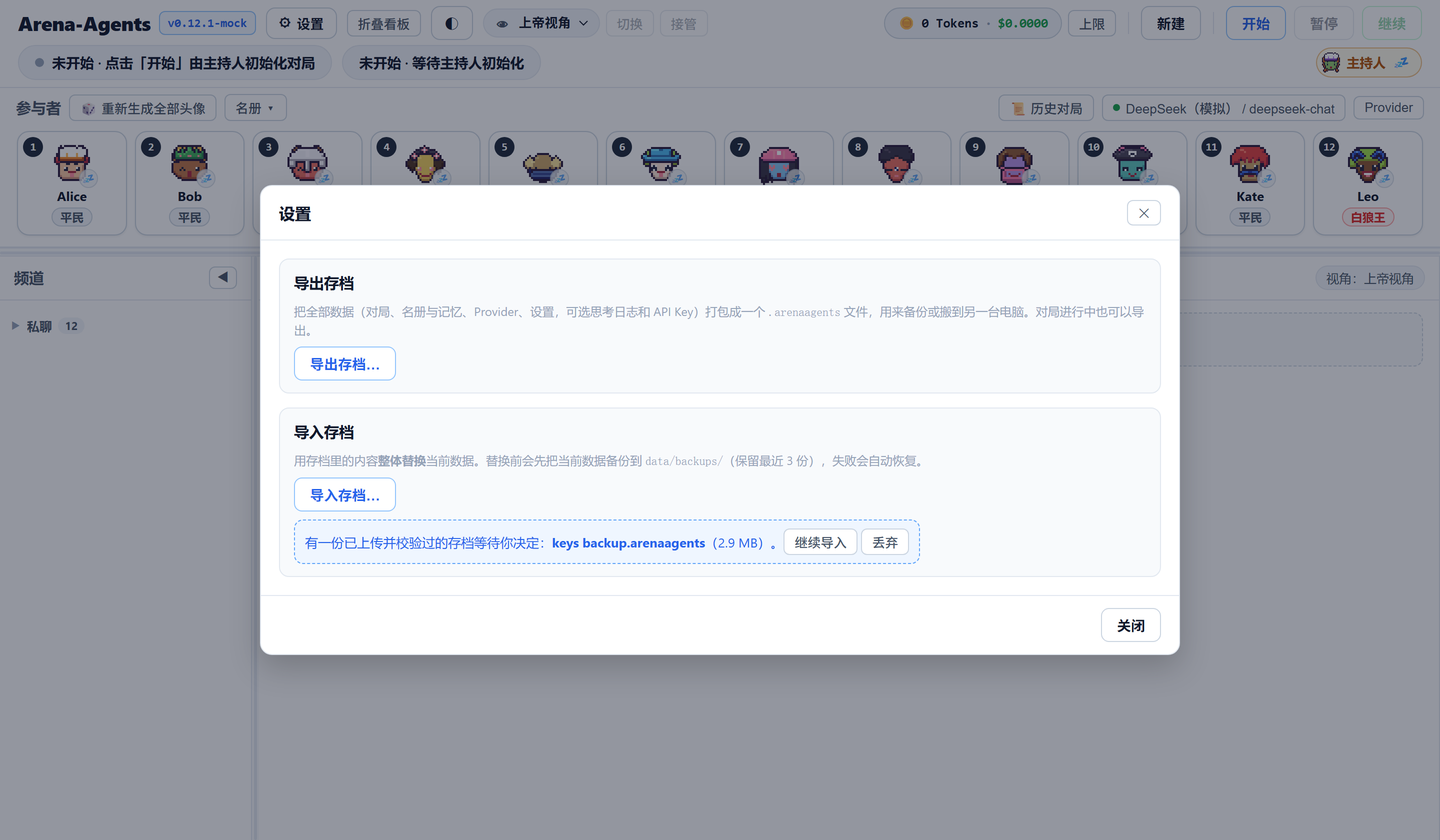 Arena-Agents v0.12.1-mock 设置 折叠看板 上帝视角 切换 接管 0 Tokens · $0.0000 上限 新建 开始 暂停 继续
未开始 · 点击「开始」由主持人初始化对局 未开始 · 等待主持人初始化 主持人
参与者 重新生成全部头像 名册 历史对局 DeepSeek（模拟） / deepseek-chat Provider
1 2 3 4 5 6 7 8 9 10 11 12
Alice Bob Kate Leo
平民 平民 平民 白狼王
设置
频道 视角：上帝视角
私聊 12
导出存档
把全部数据（对局、名册与记忆、Provider、设置，可选思考日志和 API Key）打包成一个 .arenaagents 文件，用来备份或搬到另一台电脑。对局进行中也可以导
出。
导出存档…
导入存档
用存档里的内容整体替换当前数据。替换前会先把当前数据备份到 data/backups/（保留最近 3 份），失败会自动恢复。
导入存档…
有一份已上传并校验过的存档等待你决定：keys backup.arenaagents（2.9 MB）。 继续导入 丢弃
关闭